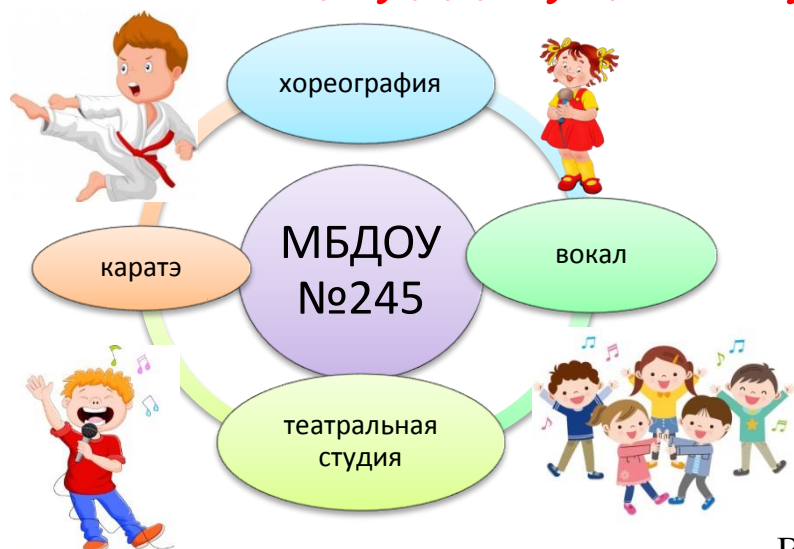 хореография
МБДОУ
№245
вокал
каратэ
театральная
студия